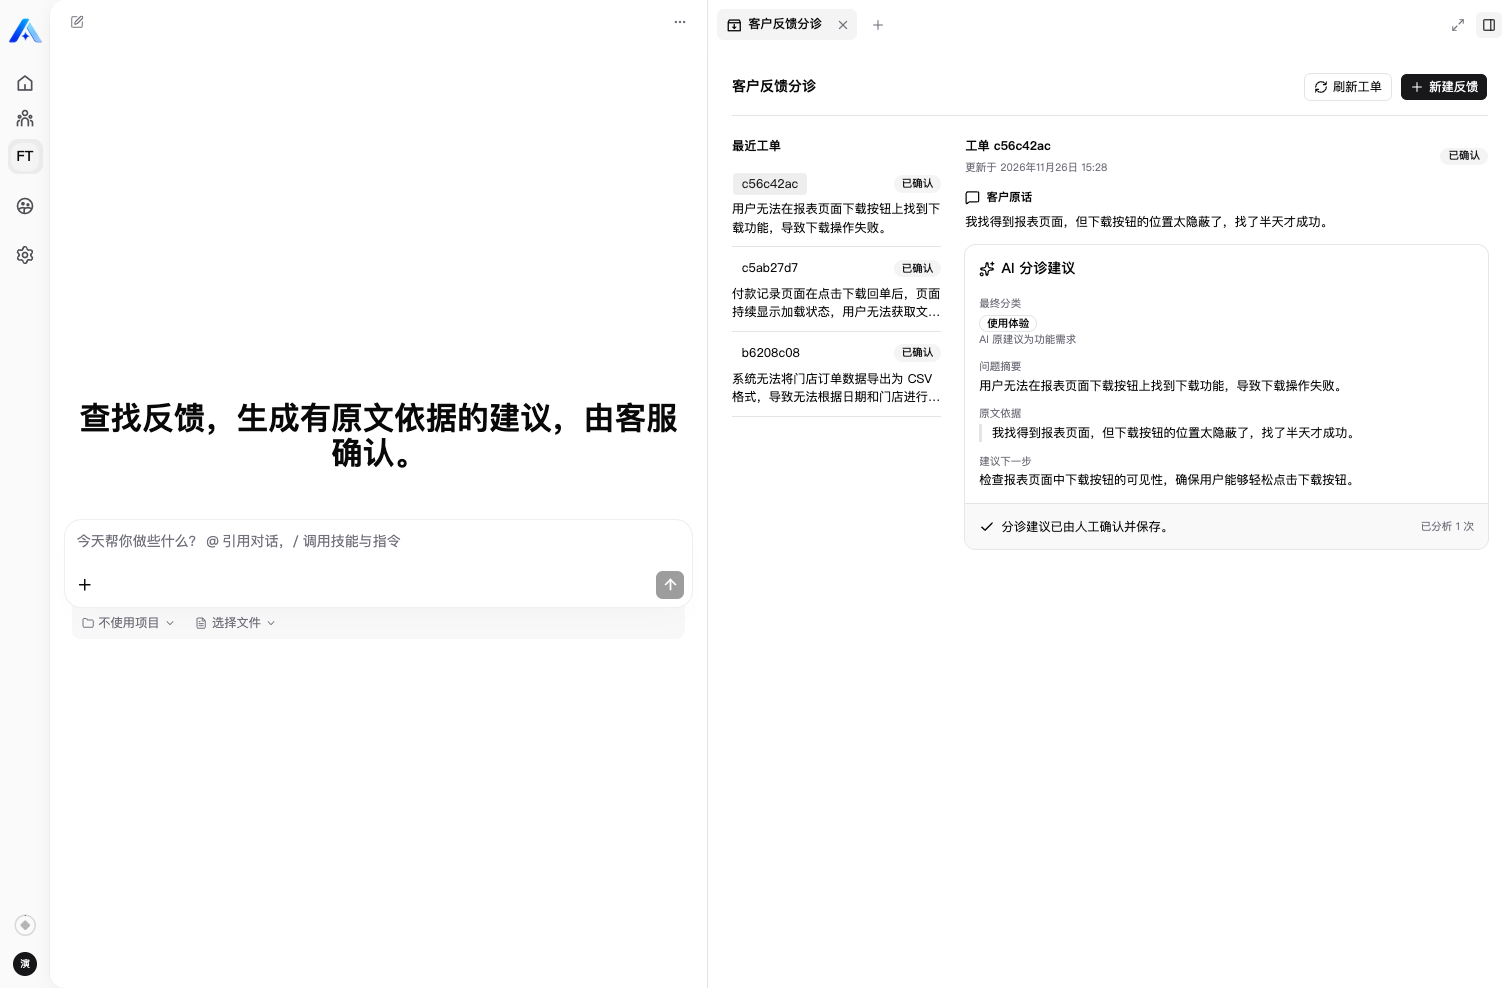 FT
演
查找反馈，生成有原文依据的建议，由客服
确认。
今天帮你做些什么？ @ 引用对话，/ 调用技能与指令
不使用项目
选择文件
客户反馈分诊
客户反馈分诊
刷新工单
新建反馈
最近工单
c56c42ac 已确认
用户无法在报表页面下载按钮上找到下
载功能，导致下载操作失败。
c5ab27d7 已确认
付款记录页面在点击下载回单后，页面
持续显示加载状态，用户无法获取文...
b6208c08 已确认
系统无法将门店订单数据导出为 CSV
格式，导致无法根据日期和门店进行...
工单 c56c42ac
已确认
更新于 2026年11月26日 15:28
客户原话
我找得到报表页面，但下载按钮的位置太隐蔽了，找了半天才成功。
AI 分诊建议
最终分类
使用体验
AI 原建议为功能需求
问题摘要
用户无法在报表页面下载按钮上找到下载功能，导致下载操作失败。
原文依据
我找得到报表页面，但下载按钮的位置太隐蔽了，找了半天才成功。
建议下一步
检查报表页面中下载按钮的可见性，确保用户能够轻松点击下载按钮。
分诊建议已由人工确认并保存。
已分析 1 次